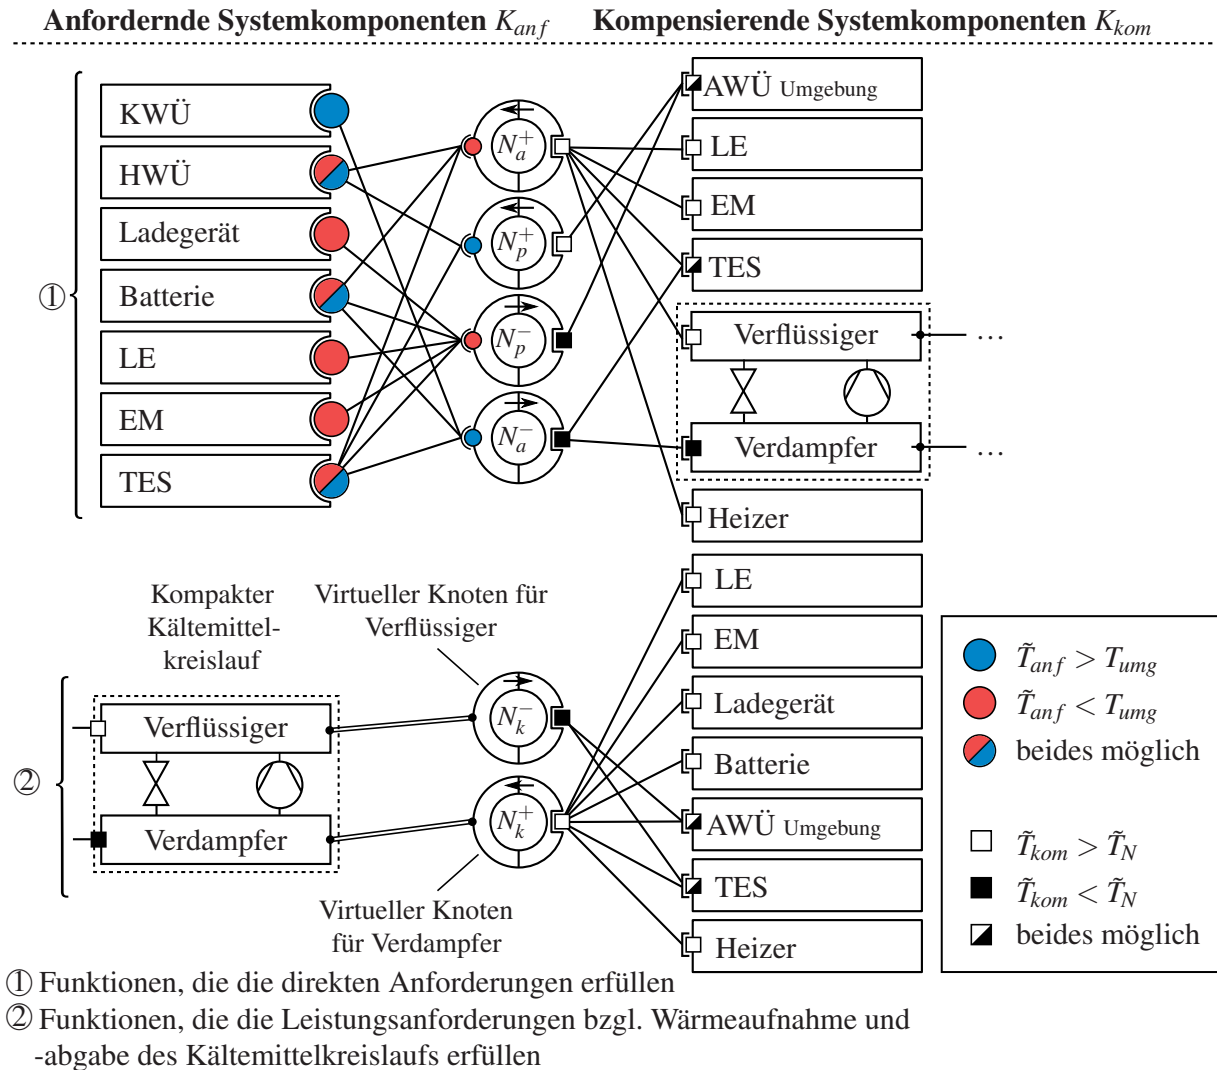 Anfordernde Systemkomponenten K_anf
Kompensierende Systemkomponenten K_kom
①
KWÜ
HWÜ
Ladegerät
Batterie
LE
EM
TES
N_a^+
N_p^+
N_p^-
N_a^-
AWÜ Umgebung
LE
EM
TES
Verflüssiger
...
Verdampfer
...
Heizer
Kompakter
Kältemittel-
kreislauf
Virtueller Knoten für
Verflüssiger
②
Verflüssiger
Verdampfer
N_k^-
N_k^+
Virtueller Knoten
für Verdampfer
LE
EM
Ladegerät
Batterie
AWÜ Umgebung
TES
Heizer
T̃_anf > T_umg
T̃_anf < T_umg
beides möglich
T̃_kom > T̃_N
T̃_kom < T̃_N
beides möglich
① Funktionen, die die direkten Anforderungen erfüllen
② Funktionen, die die Leistungsanforderungen bzgl. Wärmeaufnahme und
-abgabe des Kältemittelkreislaufs erfüllen